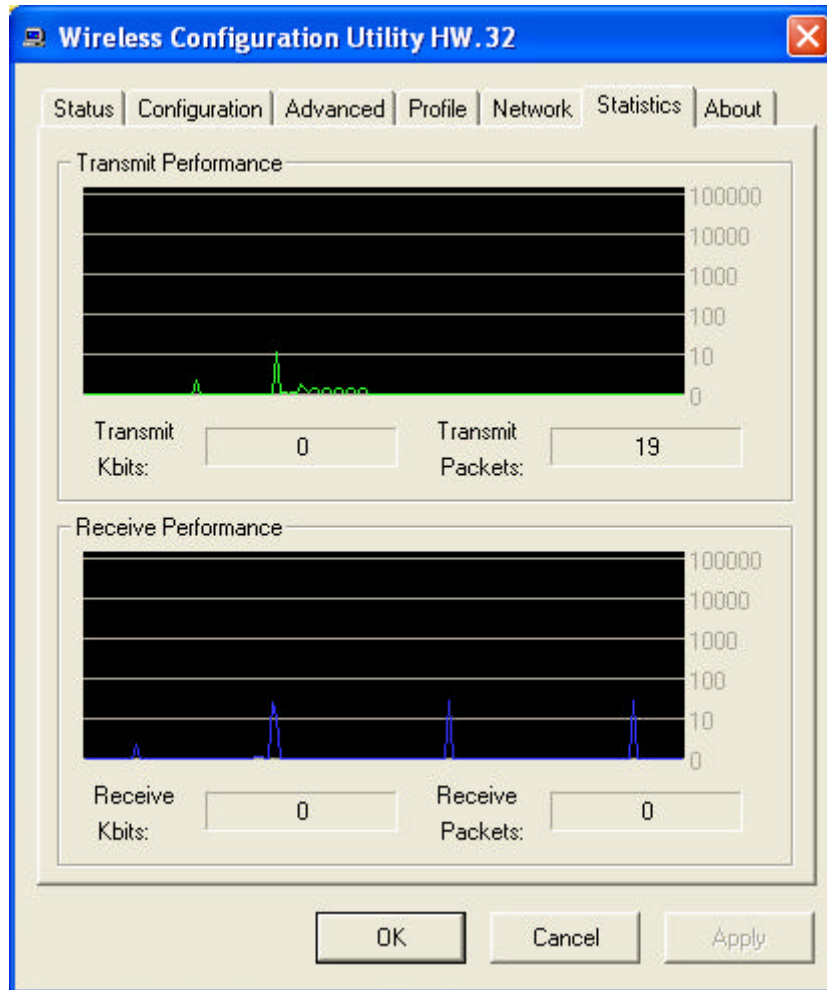 Wireless Configuration Utility HW.32
Status Configuration Advanced Profile Network Statistics About
Transmit Performance
100000
10000
1000
100
10
0
Transmit Kbits: 0 Transmit Packets: 19
Receive Performance
100000
10000
1000
100
10
0
Receive Kbits: 0 Receive Packets: 0
OK Cancel Apply